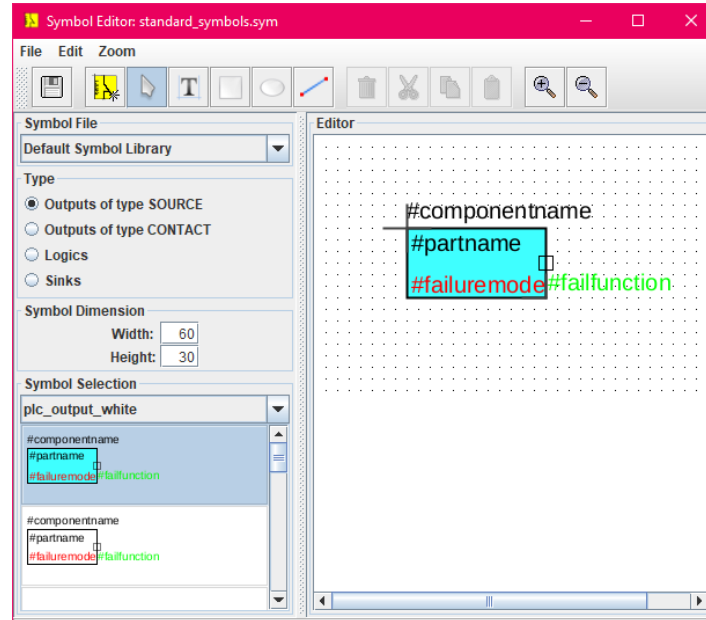 Symbol Editor: standard_symbols.sym
File Edit Zoom
T
Symbol File
Default Symbol Library
Type
Outputs of type SOURCE
Outputs of type CONTACT
Logics
Sinks
Symbol Dimension
Width: 60
Height: 30
Symbol Selection
plc_output_white
#componentname
#partname
#failuremode #failfunction
#componentname
#partname
#failuremode #failfunction
Editor
#componentname
#partname
#failuremode #failfunction